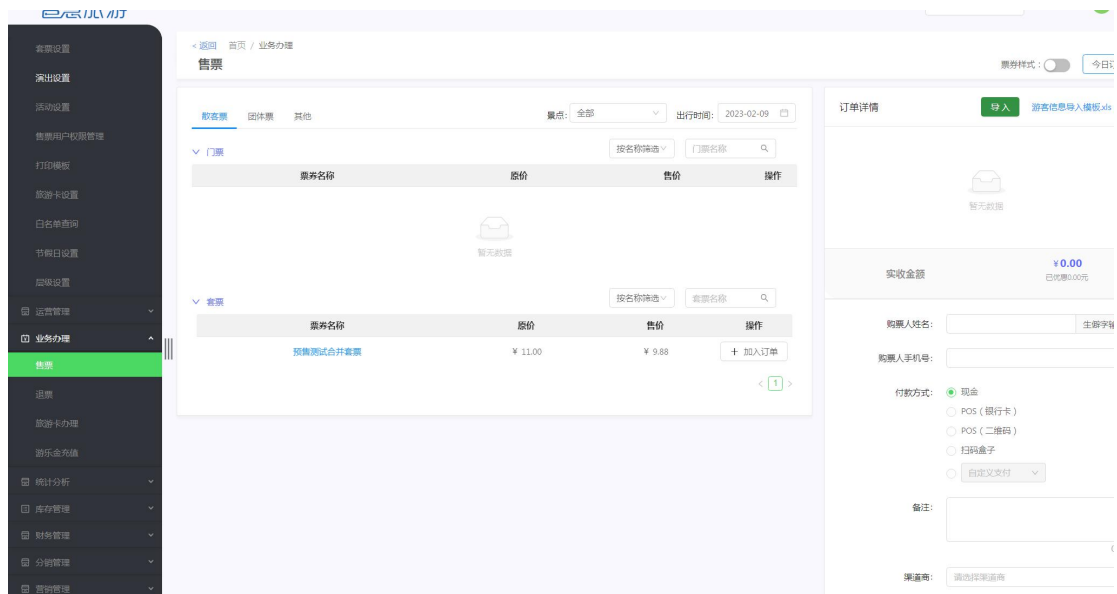 套票设置
演出设置
活动设置
售票用户权限管理
打印模板
旅游卡设置
白名单查询
节假日设置
层级设置
运营管理
业务办理
售票
退票
旅游卡办理
游乐金充值
统计分析
库存管理
财务管理
分销管理
营销管理
<返回 首页 / 业务办理
售票
票券样式:
今日订
散客票 团体票 其他
景点: 全部 出行时间: 2023-02-09
门票
按名称筛选 门票名称
票券名称 原价 售价 操作
暂无数据
套票
按名称筛选 套票名称
票券名称 原价 售价 操作
预售测试合并套票 ¥ 11.00 ¥ 9.88 + 加入订单
< 1 >
订单详情 导入 游客信息导入模板.xls
暂无数据
实收金额 ¥0.00
已优惠0.00元
购票人姓名: 生僻字输
购票人手机号:
付款方式: 现金
POS(银行卡)
POS(二维码)
扫码盒子
自定义支付
备注:
渠道商: 请选择渠道商